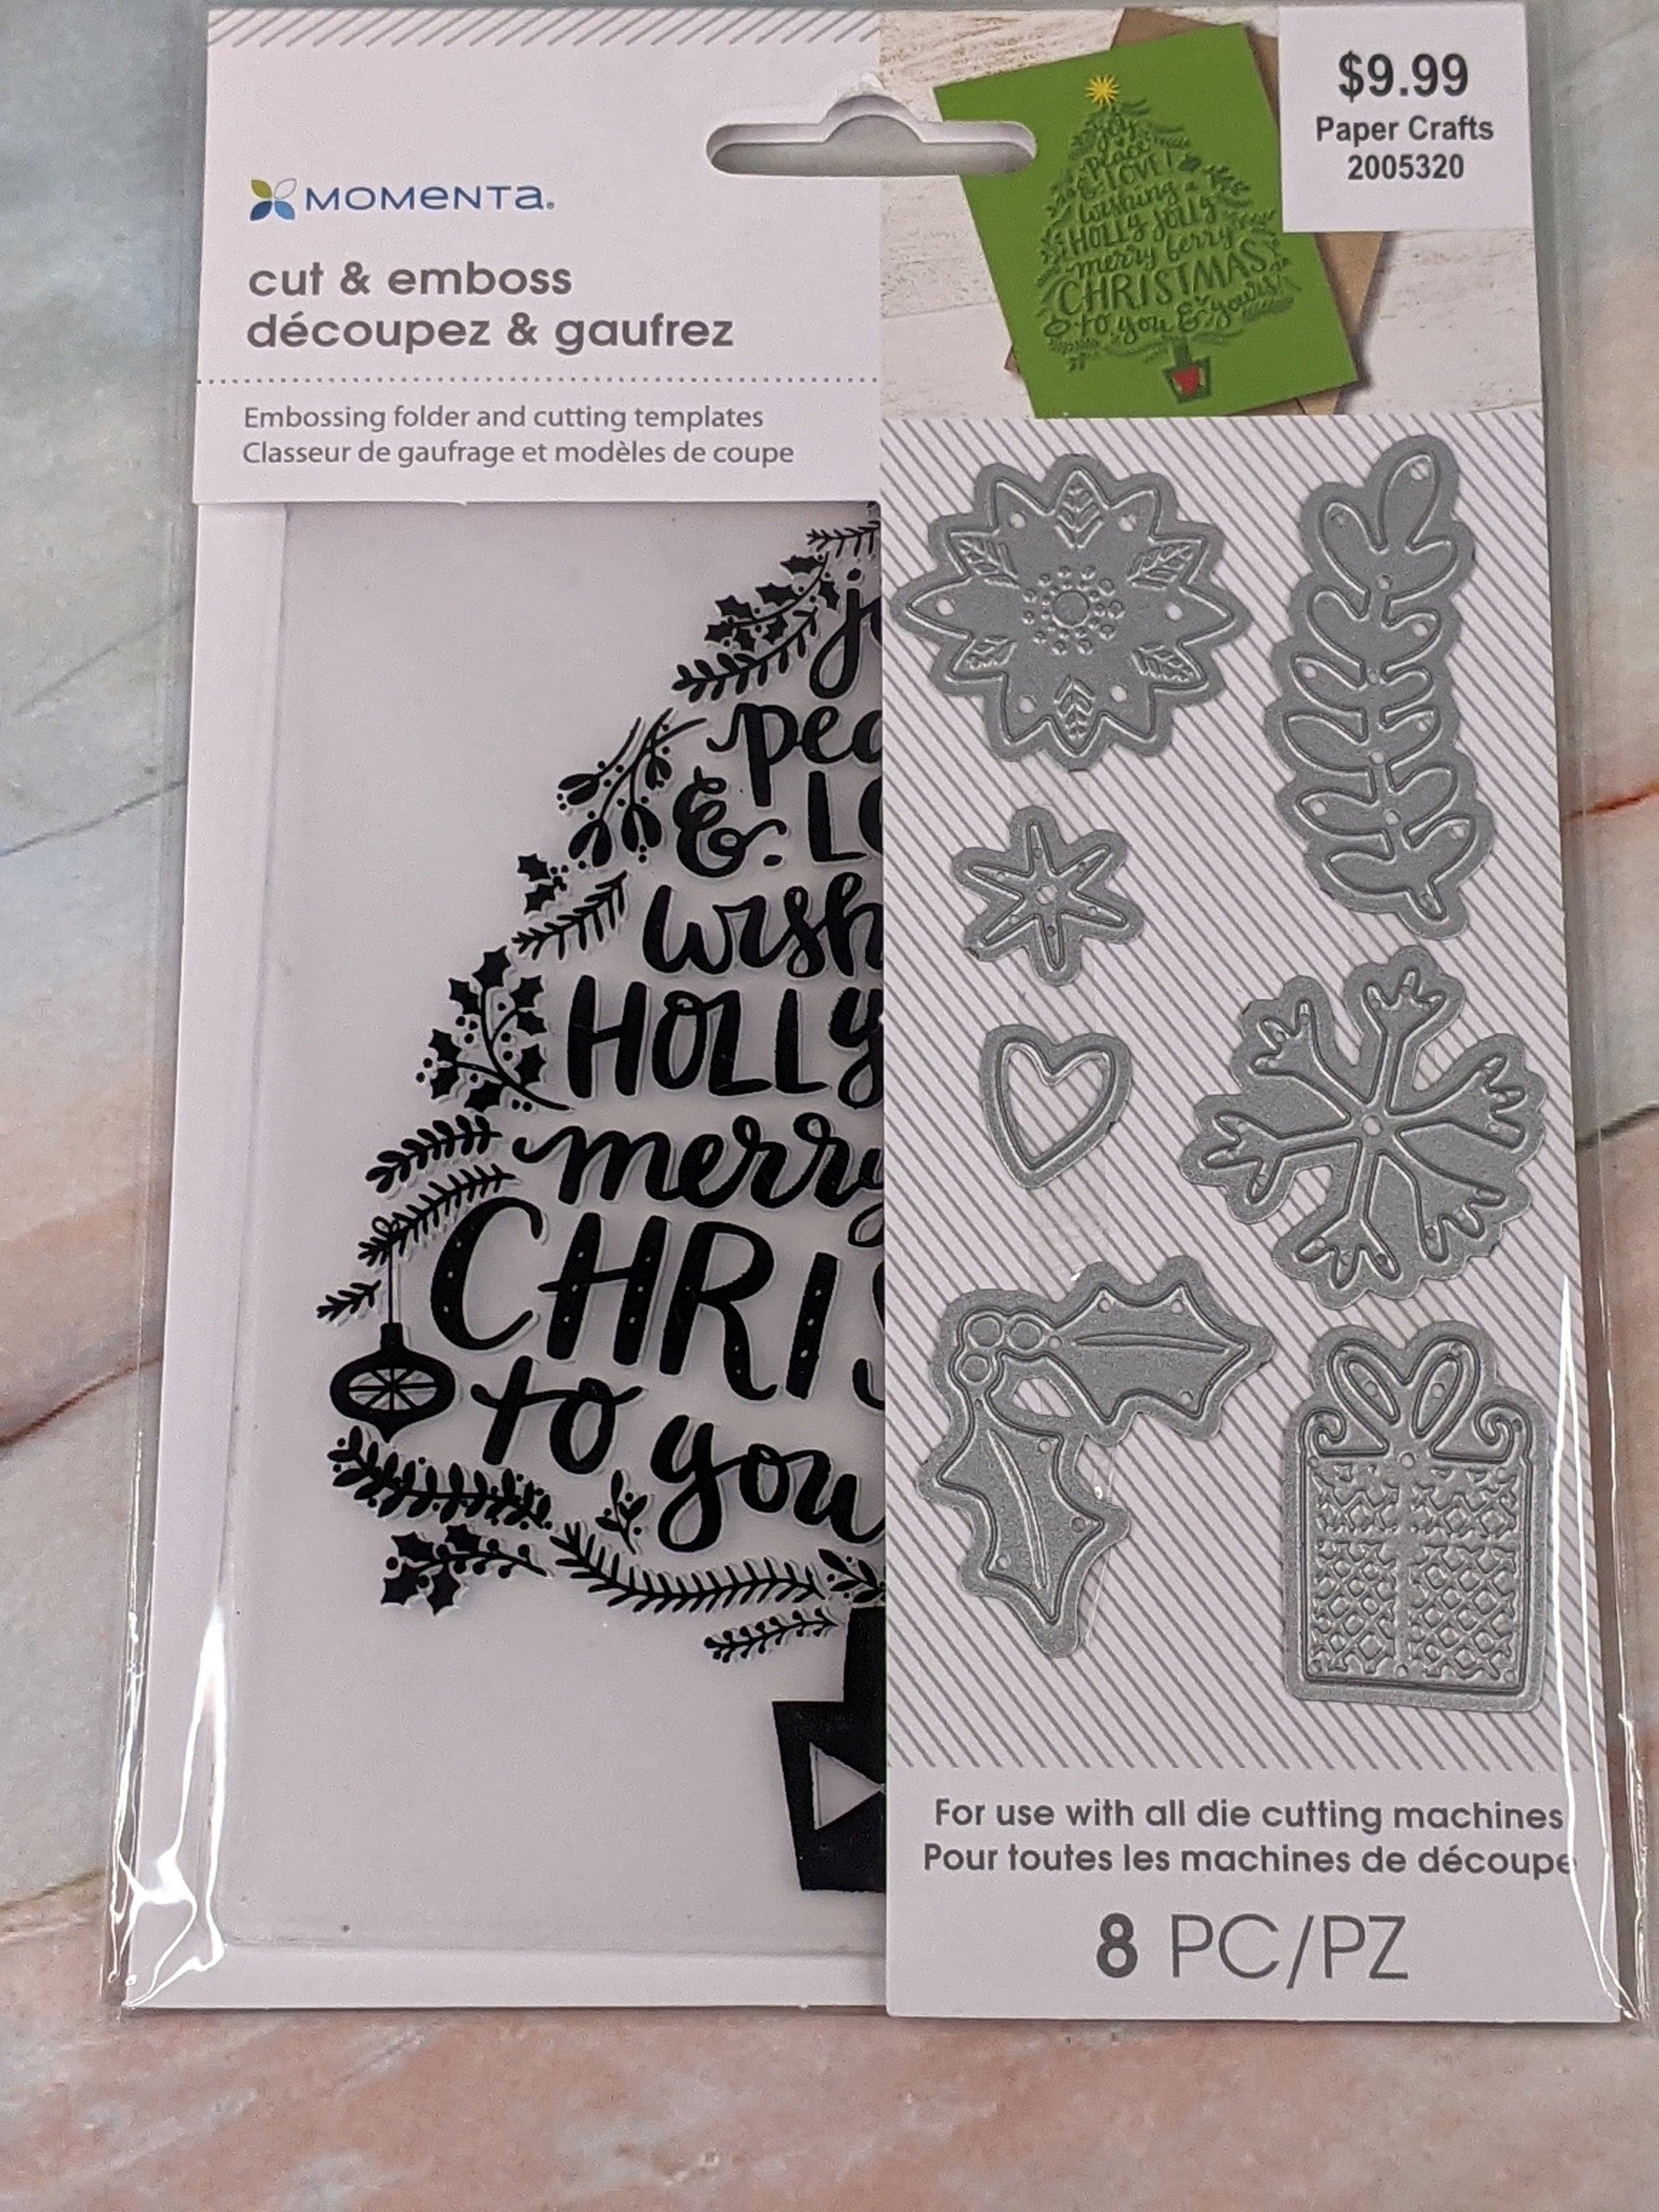 MOMENTA®
cut & emboss
découpez & gaufrez
Embossing folder and cutting templates
Classeur de gaufrage et modèles de coupe
$9.99
Paper Crafts
2005320
joy
peace
& LOVE!
wishing a
HOLLY JOLLY
merry berry
CHRISTMAS
to you & yours
& LO
wish
HOLLY
merry
CHRIS
to you
For use with all die cutting machines
Pour toutes les machines de découpe
8 PC/PZ